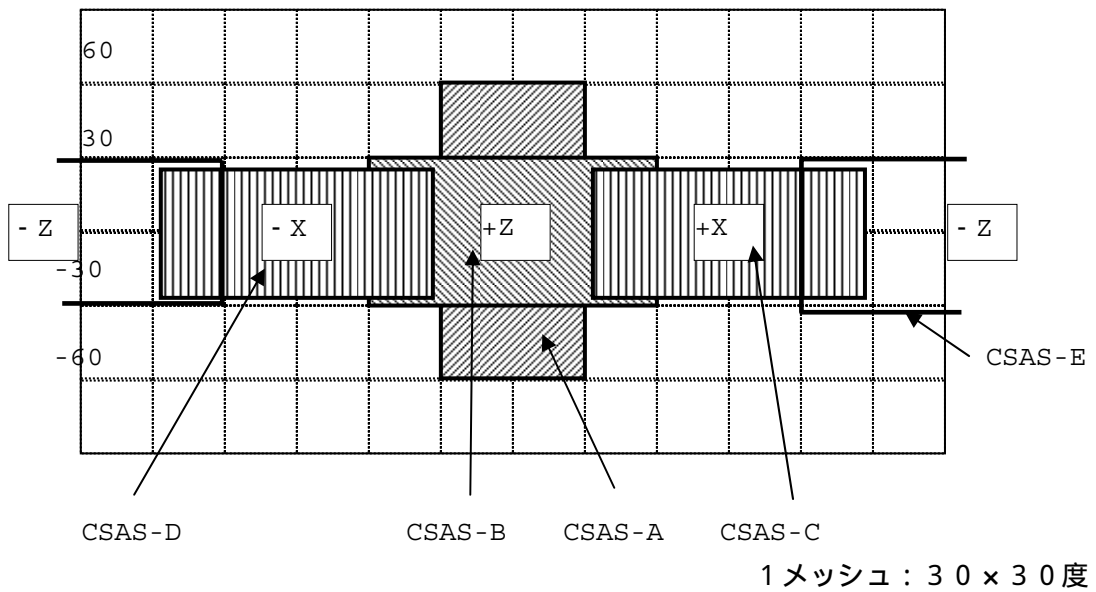 60
30
- Z
- X
+Z
+X
- Z
-30
-60
CSAS-E
CSAS-D
CSAS-B
CSAS-A
CSAS-C
1メッシュ：３０×３０度